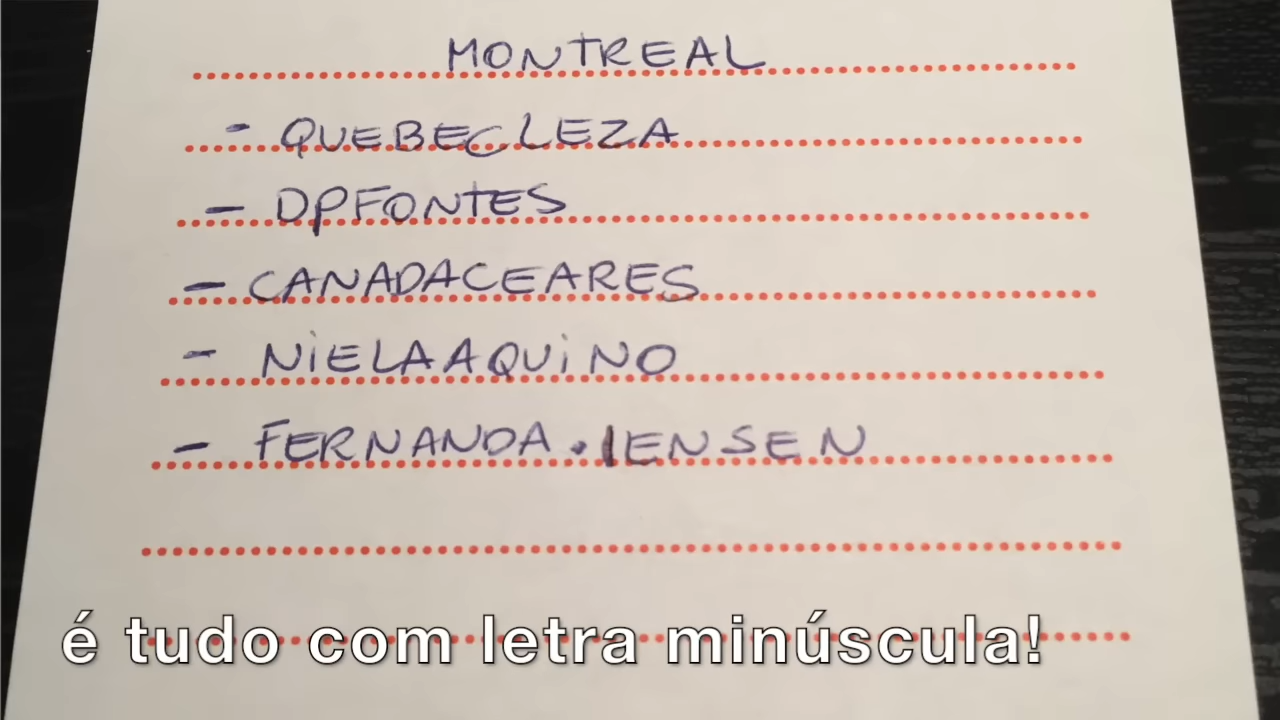 MONTREAL
- QUEBECLEZA
- DPFONTES
- CANADACEARES
- NiELAAQUiNO
- FERNANDA.IENSEN
é tudo com letra minúscula!